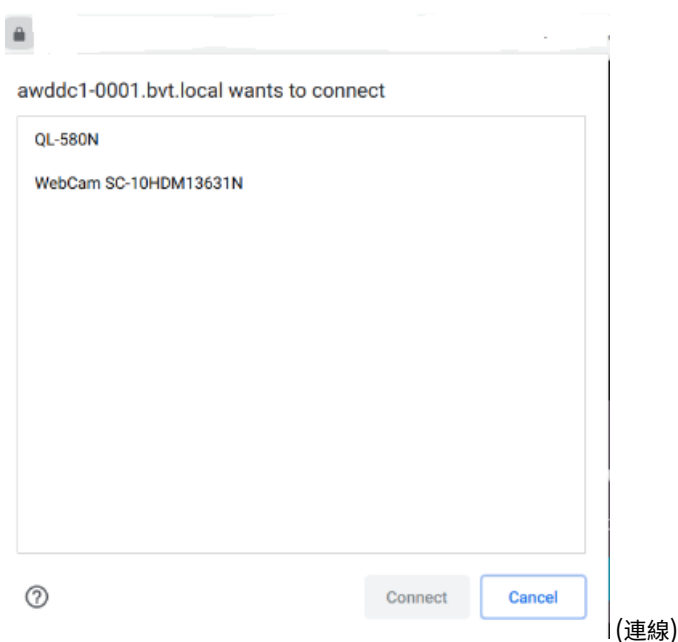 awddc1-0001.bvt.local wants to connect
QL-580N
WebCam SC-10HDM13631N
Connect
Cancel
(連線)